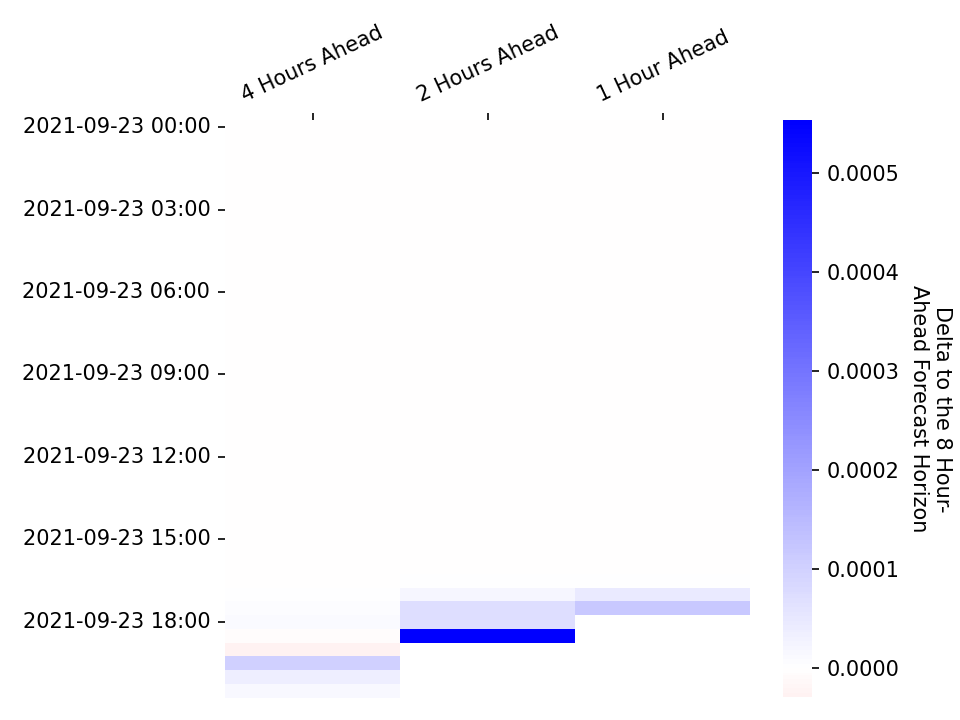 4 Hours Ahead
2 Hours Ahead
1 Hour Ahead
2021-09-23 00:00
2021-09-23 03:00
2021-09-23 06:00
2021-09-23 09:00
2021-09-23 12:00
2021-09-23 15:00
2021-09-23 18:00
0.0005
0.0004
0.0003
0.0002
0.0001
0.0000
Delta to the 8 Hour-
Ahead Forecast Horizon